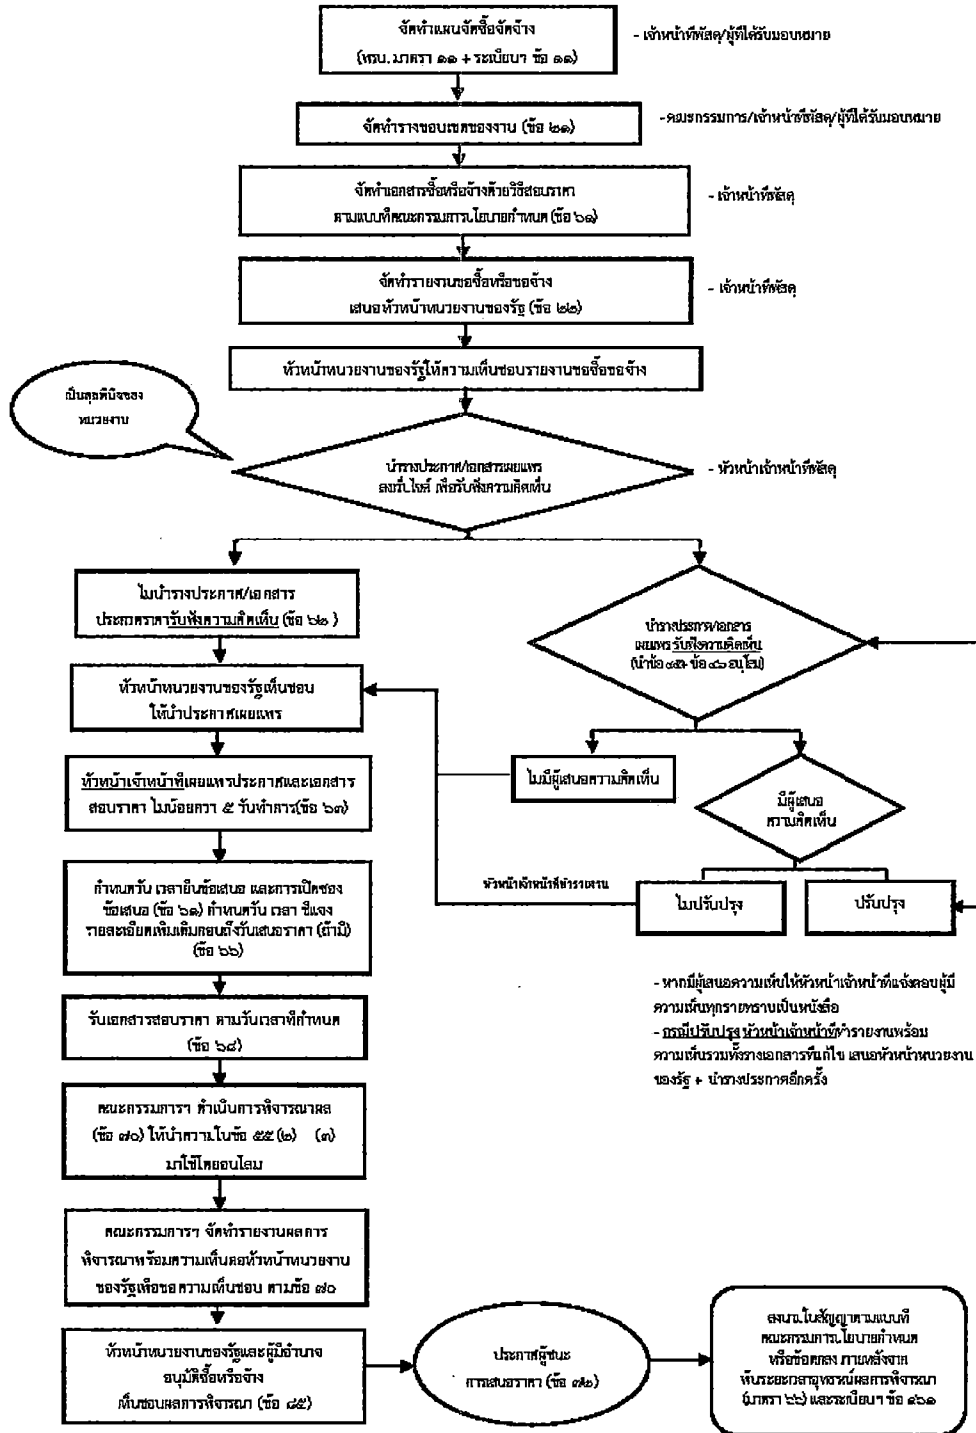 จัดทำแผนจัดซื้อจัดจ้าง
(พรบ. มาตรา ๑๑ + ระเบียบฯ ข้อ ๑๑)
- เจ้าหน้าที่พัสดุ/ผู้ที่ได้รับมอบหมาย
จัดทำร่างขอบเขตของงาน (ข้อ ๒๑)
- คณะกรรมการ/เจ้าหน้าที่พัสดุ/ผู้ที่ได้รับมอบหมาย
จัดทำเอกสารซื้อหรือจ้างด้วยวิธีสอบราคา
ตามแบบที่คณะกรรมการนโยบายกำหนด (ข้อ ๖๑)
- เจ้าหน้าที่พัสดุ
จัดทำรายงานขอซื้อหรือขอจ้าง
เสนอหัวหน้าหน่วยงานของรัฐ (ข้อ ๒๒)
- เจ้าหน้าที่พัสดุ
หัวหน้าหน่วยงานของรัฐให้ความเห็นชอบรายงานขอซื้อขอจ้าง
เป็นดุลพินิจของ
หน่วยงาน
นำร่างประกาศ/เอกสารเผยแพร่
ลงเว็บไซต์ เพื่อรับฟังความคิดเห็น
- หัวหน้าเจ้าหน้าที่พัสดุ
ไม่นำร่างประกาศ/เอกสาร
ประกวดราคารับฟังความคิดเห็น (ข้อ ๖๒ )
นำร่างประกาศ/เอกสาร
เผยแพร่ รับฟังความคิดเห็น
(นำข้อ ๔๕- ข้อ ๔๖ อนุโลม)
หัวหน้าหน่วยงานของรัฐเห็นชอบ
ให้นำประกาศเผยแพร่
ไม่มีผู้เสนอความคิดเห็น
หัวหน้าเจ้าหน้าที่เผยแพร่ประกาศและเอกสาร
สอบราคา ไม่น้อยกว่า ๕ วันทำการ(ข้อ ๖๓)
มีผู้เสนอ
ความคิดเห็น
กำหนดวัน เวลายื่นข้อเสนอ และการเปิดซอง
ข้อเสนอ (ข้อ ๖๑) กำหนดวัน เวลา ชี้แจง
รายละเอียดเพิ่มเติมก่อนถึงวันเสนอราคา (ถ้ามี)
(ข้อ ๖๖)
หัวหน้าเจ้าหน้าที่ทำรายงาน
ไม่ปรับปรุง
ปรับปรุง
- หากมีผู้เสนอความเห็นให้หัวหน้าเจ้าหน้าที่แจ้งตอบผู้มี
ความเห็นทุกรายทราบเป็นหนังสือ
- กรณีปรับปรุง หัวหน้าเจ้าหน้าที่ทำรายงานพร้อม
ความเห็นรวมทั้งร่างเอกสารที่แก้ไข เสนอหัวหน้าหน่วยงาน
ของรัฐ + นำร่างประกาศอีกครั้ง
รับเอกสารสอบราคา ตามวันเวลาที่กำหนด
(ข้อ ๖๘)
คณะกรรมการฯ ดำเนินการพิจารณาผล
(ข้อ ๗๐) ให้นำความในข้อ ๕๕ (๒) (๓)
มาใช้โดยอนุโลม
คณะกรรมการฯ จัดทำรายงานผลการ
พิจารณาพร้อมความเห็นต่อหัวหน้าหน่วยงาน
ของรัฐเพื่อขอความเห็นชอบ ตามข้อ ๗๐
หัวหน้าหน่วยงานของรัฐและผู้มีอำนาจ
อนุมัติซื้อหรือจ้าง
เห็นชอบผลการพิจารณา (ข้อ ๘๕)
ประกาศผู้ชนะ
การเสนอราคา (ข้อ ๗๒)
ลงนามในสัญญาตามแบบที่
คณะกรรมการนโยบายกำหนด
หรือข้อตกลง ภายหลังจาก
พ้นระยะเวลาอุทธรณ์ผลการพิจารณา
(มาตรา ๖๖) และระเบียบฯ ข้อ ๑๖๑